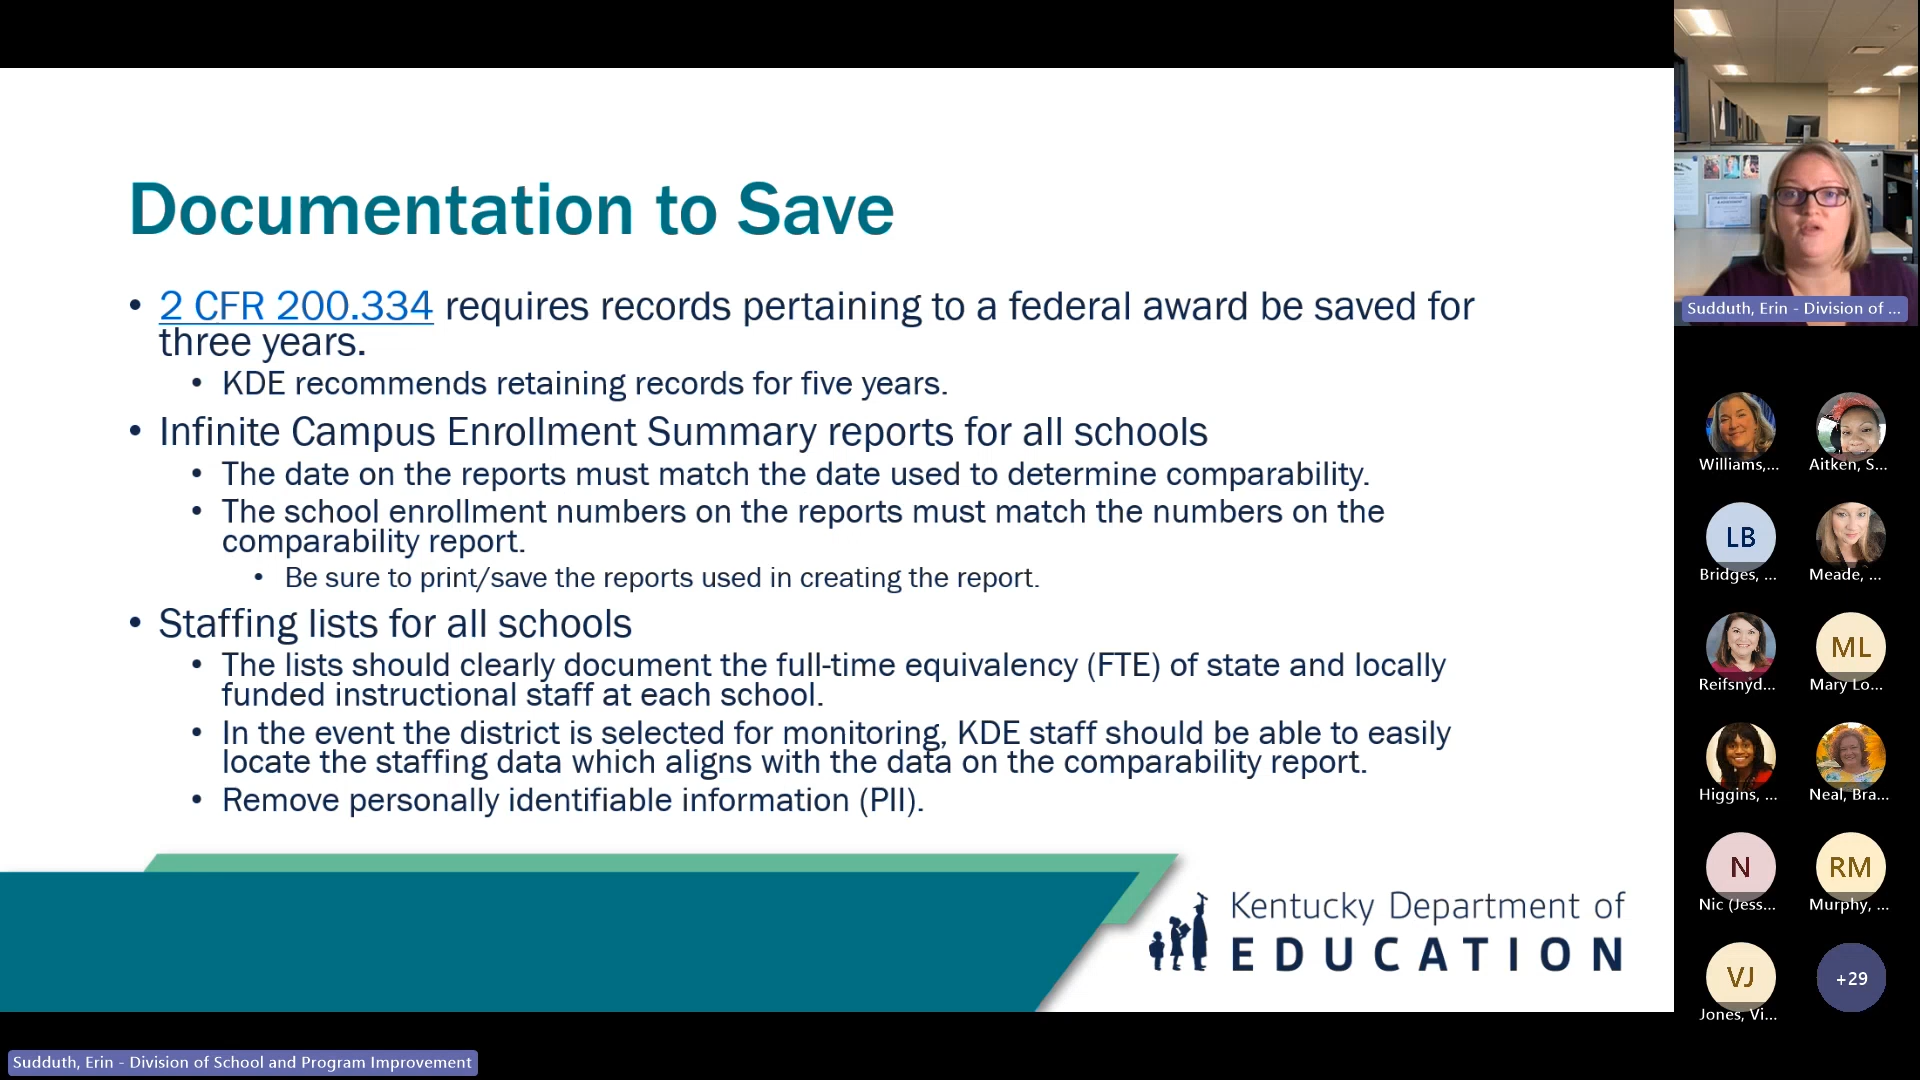 Documentation to Save
• 2 CFR 200.334 requires records pertaining to a federal award be saved for
three years.
• KDE recommends retaining records for five years.
• Infinite Campus Enrollment Summary reports for all schools
• The date on the reports must match the date used to determine comparability.
• The school enrollment numbers on the reports must match the numbers on the
comparability report.
• Be sure to print/save the reports used in creating the report.
• Staffing lists for all schools
• The lists should clearly document the full-time equivalency (FTE) of state and locally
funded instructional staff at each school.
• In the event the district is selected for monitoring, KDE staff should be able to easily
locate the staffing data which aligns with the data on the comparability report.
• Remove personally identifiable information (PII).
Kentucky Department of
EDUCATION
Sudduth, Erin - Division of School and Program Improvement
Sudduth, Erin - Division of ...
Williams,...
Aitken, S...
LB
Bridges, ...
Meade, ...
Reifsnyd...
ML
Mary Lo...
Higgins, ...
Neal, Bra...
N
Nic (Jess...
RM
Murphy, ...
VJ
Jones, Vi...
+29